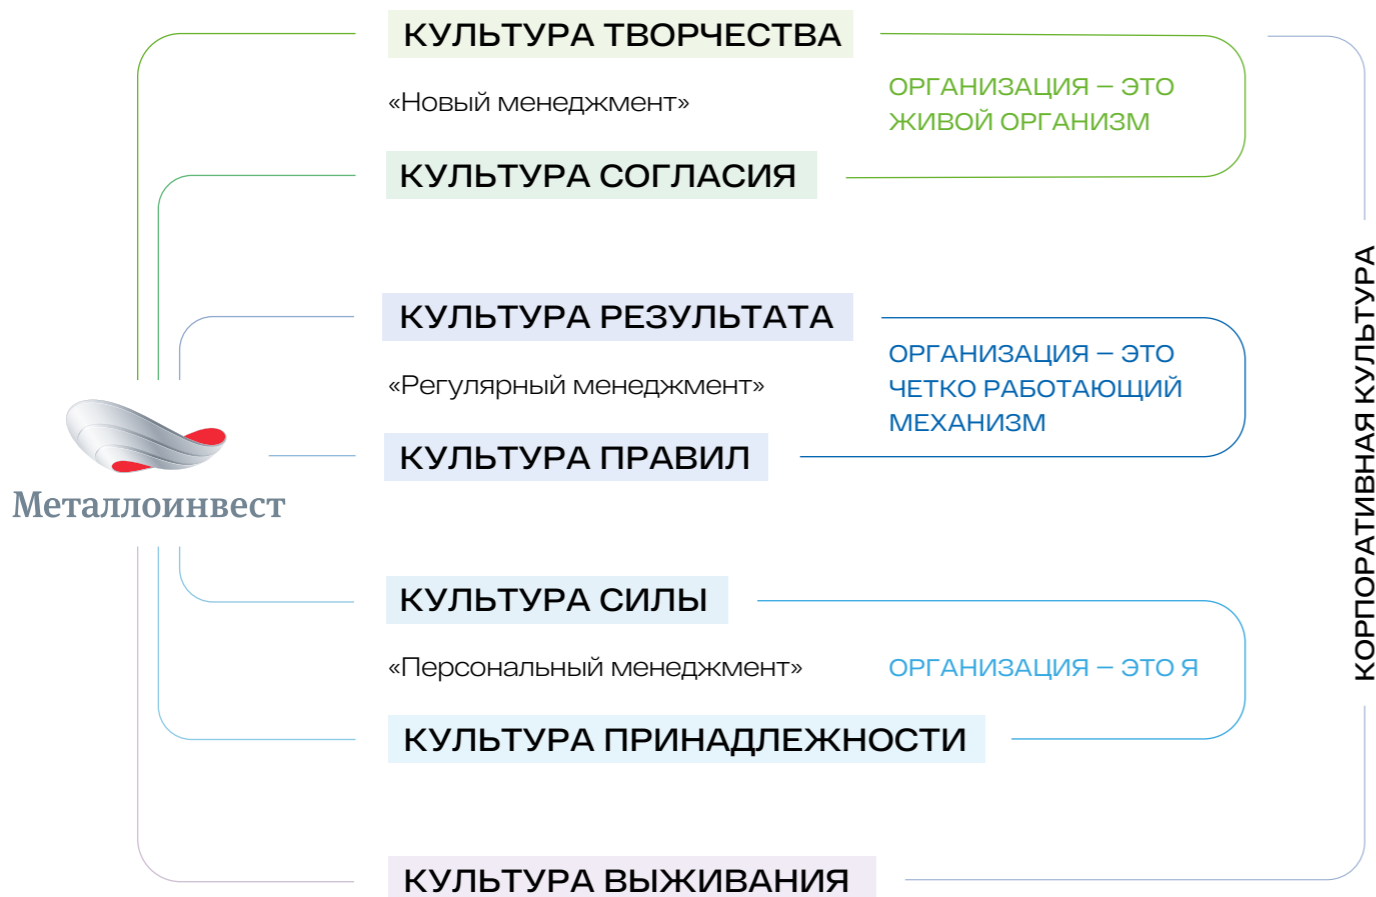 КУЛЬТУРА ТВОРЧЕСТВА
«Новый менеджмент»
ОРГАНИЗАЦИЯ — ЭТО
ЖИВОЙ ОРГАНИЗМ
КУЛЬТУРА СОГЛАСИЯ
КУЛЬТУРА РЕЗУЛЬТАТА
«Регулярный менеджмент»
ОРГАНИЗАЦИЯ — ЭТО
ЧЕТКО РАБОТАЮЩИЙ
МЕХАНИЗМ
КУЛЬТУРА ПРАВИЛ
Металлоинвест
КУЛЬТУРА СИЛЫ
«Персональный менеджмент»
ОРГАНИЗАЦИЯ — ЭТО Я
КУЛЬТУРА ПРИНАДЛЕЖНОСТИ
КУЛЬТУРА ВЫЖИВАНИЯ
КОРПОРАТИВНАЯ КУЛЬТУРА